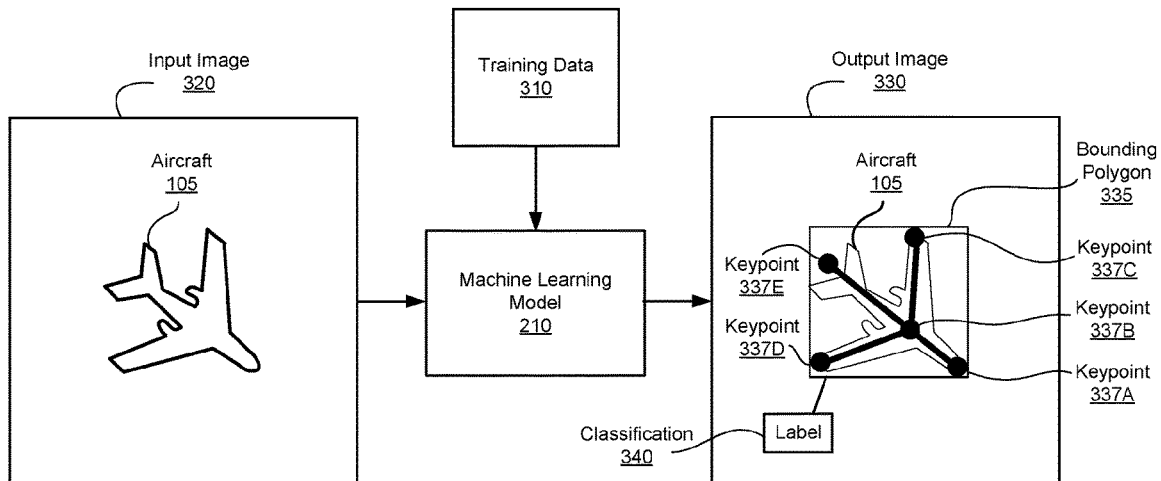 Input Image
320
Aircraft
105
Training Data
310
Machine Learning
Model
210
Output Image
330
Aircraft
105
Bounding
Polygon
335
Keypoint
337C
Keypoint
337E
Keypoint
337B
Keypoint
337D
Keypoint
337A
Classification
340
Label